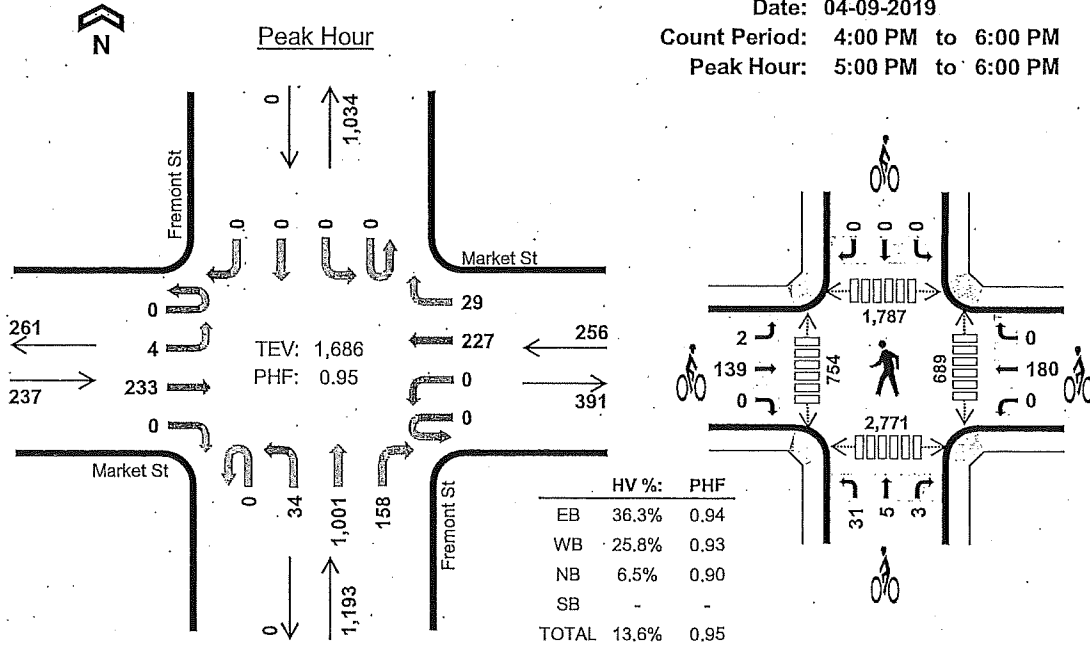 N
Peak Hour
Date: 04-09-2019
Count Period: 4:00 PM to 6:00 PM
Peak Hour: 5:00 PM to 6:00 PM
0
1,034
Fremont St
0 0 0 0
Market St
0
4
233
0
261
237
TEV: 1,686
PHF: 0.95
29
227
0
0
256
391
Market St
0
34
1,001
158
Fremont St
0
1,193
HV %: PHF
EB 36.3% 0.94
WB 25.8% 0.93
NB 6.5% 0.90
SB - -
TOTAL 13.6% 0.95
0 0 0
1,787
2
139
0
754
689
0
180
0
2,771
31 5 3